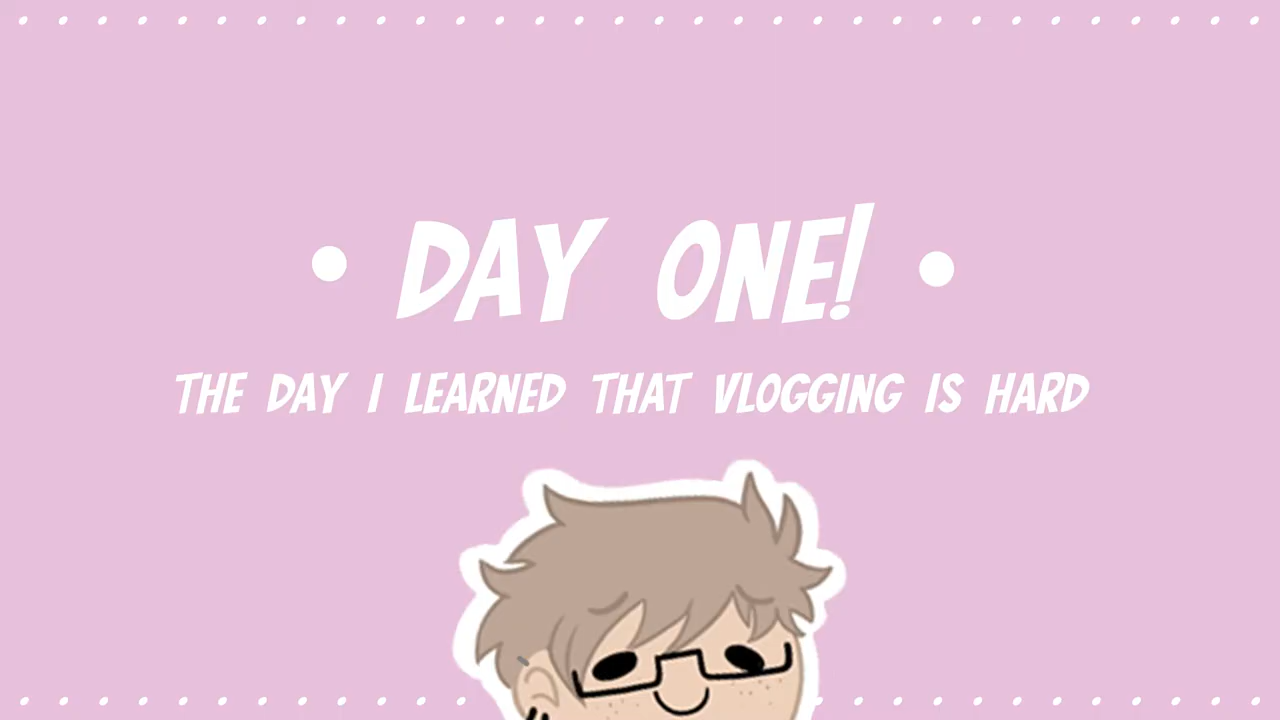 • DAY ONE! •
THE DAY I LEARNED THAT VLOGGING IS HARD